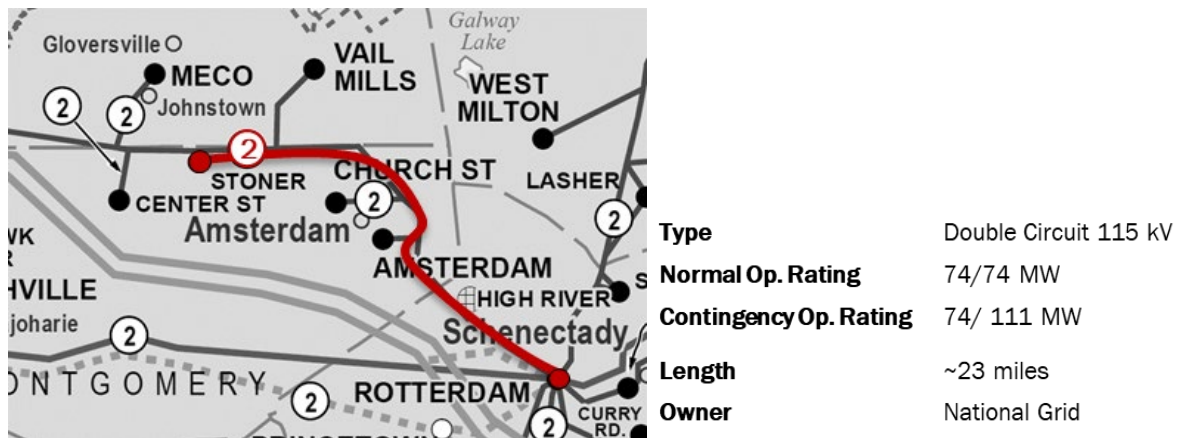 Galway
Lake
Gloversville
VAIL
MILLS
MECO
WEST
MILTON
2
2
Johnstown
2
CHURCH ST
STONER
LASHER
CENTER ST
2
2
Amsterdam
AMSTERDAM
HVILLE
HIGH RIVER
S
joharie
2
Schenectady
ONTGOMERY
ROTTERDAM
2
2
CURRY
RD.
Type Double Circuit 115 kV
Normal Op. Rating 74/74 MW
Contingency Op. Rating 74/ 111 MW
Length ~23 miles
Owner National Grid